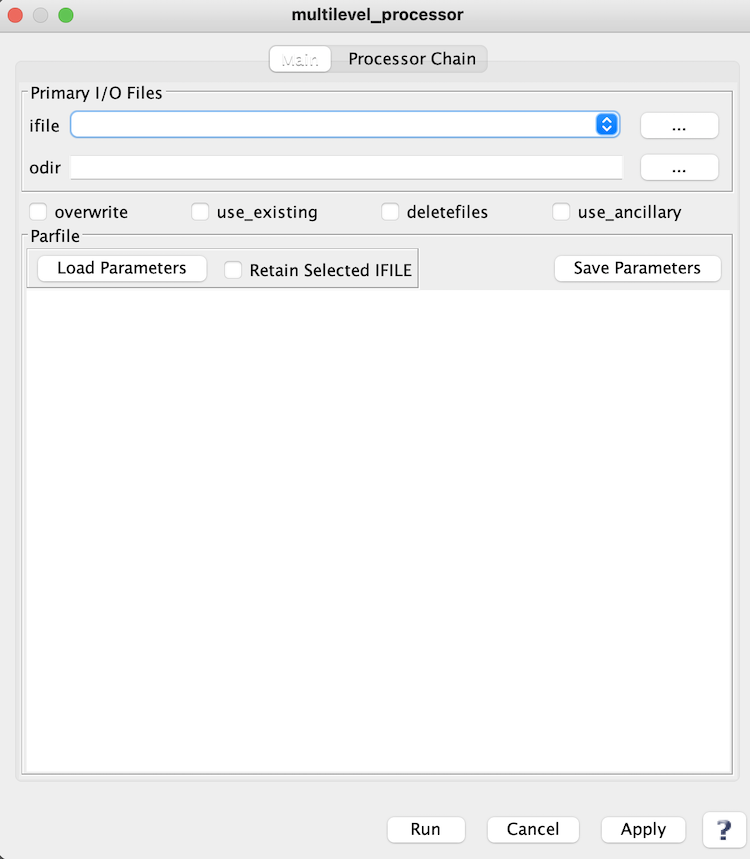 multilevel_processor
Main Processor Chain
Primary I/O Files
ifile ...
odir ...
overwrite use_existing deletefiles use_ancillary
Parfile
Load Parameters Retain Selected IFILE Save Parameters
Run Cancel Apply ?